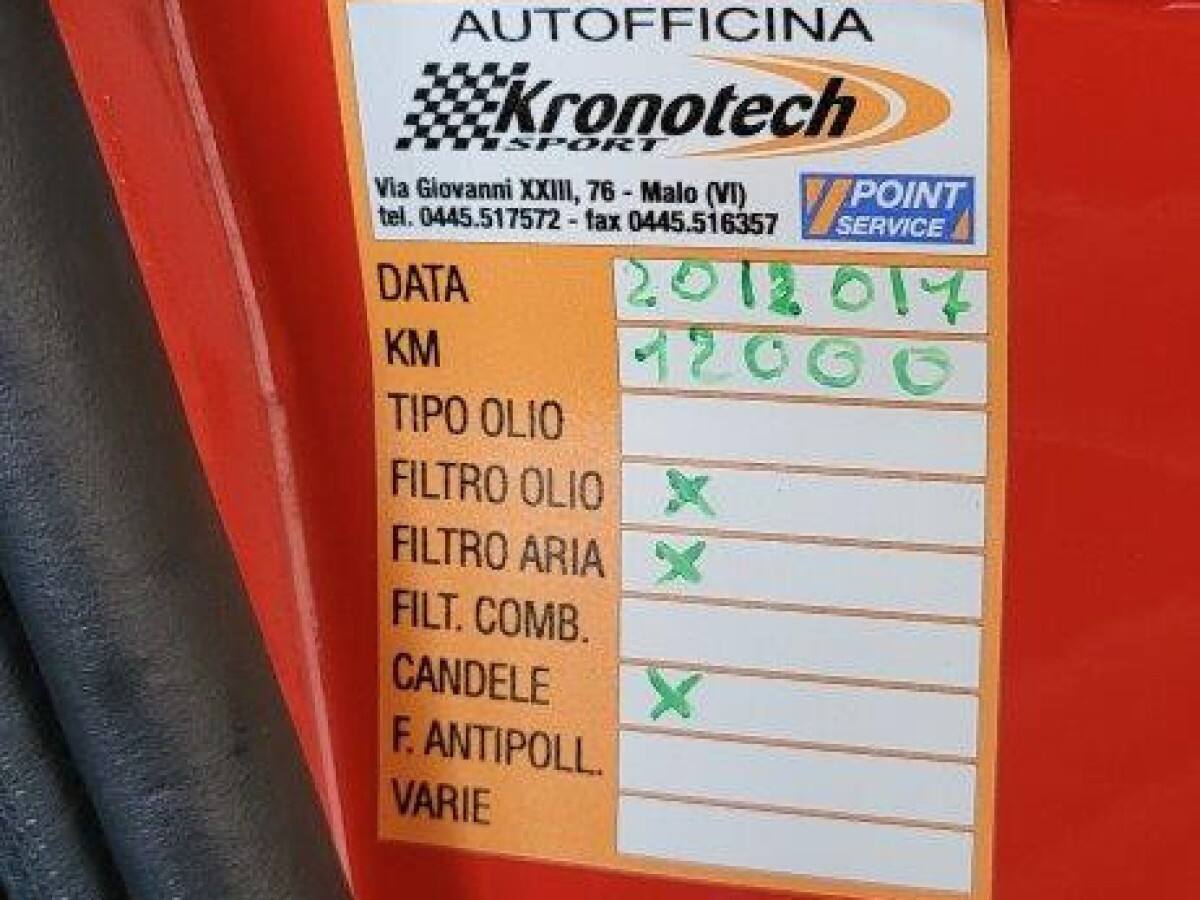 AUTOFFICINA
Kronotech
SPORT
Via Giovanni XXIII, 76 - Malo (VI)
tel. 0445.517572 - fax 0445.516357
POINT
SERVICE
DATA 20122017
KM 12000
TIPO OLIO
FILTRO OLIO X
FILTRO ARIA X
FILT. COMB.
CANDELE X
F. ANTIPOLL.
VARIE